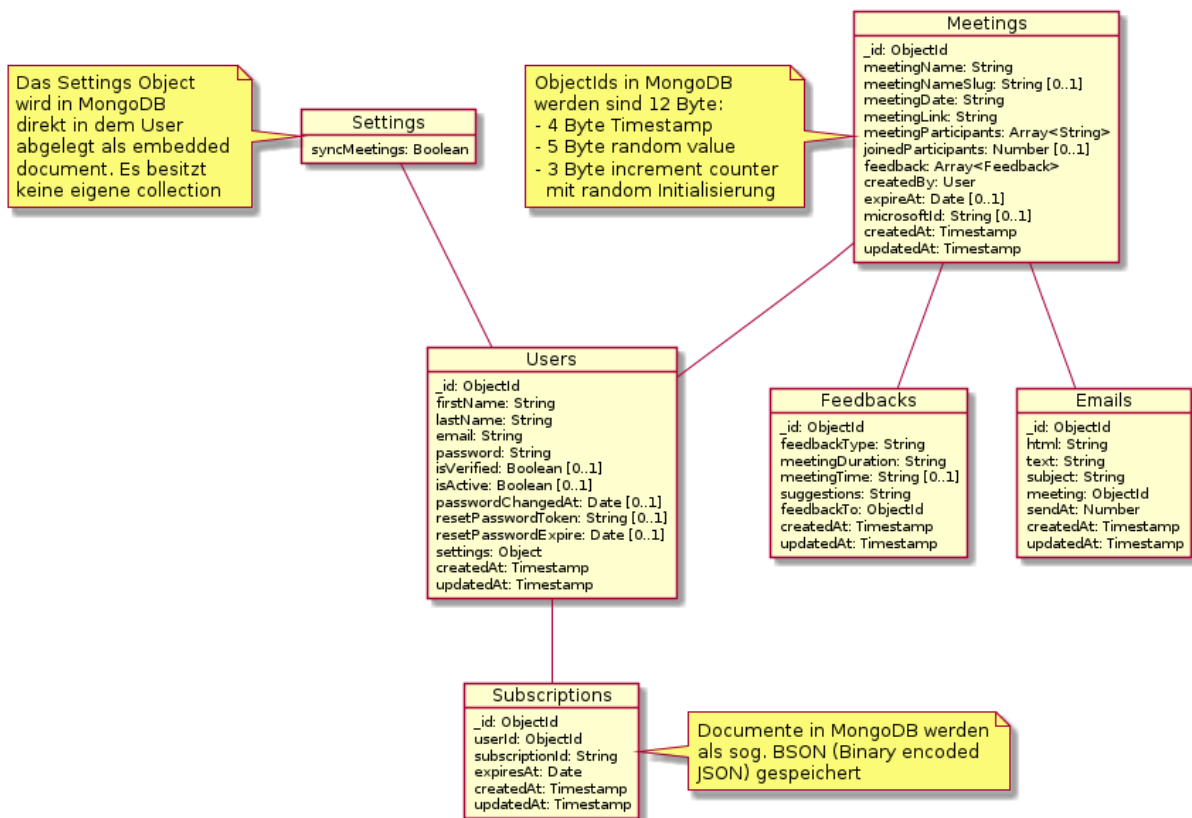 Meetings
_id: ObjectId
meetingName: String
meetingNameSlug: String [0..1]
meetingDate: String
meetingLink: String
meetingParticipants: Array<String>
joinedParticipants: Number [0..1]
feedback: Array<Feedback>
createdBy: User
expireAt: Date [0..1]
microsoftId: String [0..1]
createdAt: Timestamp
updatedAt: Timestamp
Das Settings Object
wird in MongoDB
direkt in dem User
abgelegt als embedded
document. Es besitzt
keine eigene collection
Settings
syncMeetings: Boolean
ObjectIds in MongoDB
werden sind 12 Byte:
- 4 Byte Timestamp
- 5 Byte random value
- 3 Byte increment counter
mit random Initialisierung
Users
_id: ObjectId
firstName: String
lastName: String
email: String
password: String
isVerified: Boolean [0..1]
isActive: Boolean [0..1]
passwordChangedAt: Date [0..1]
resetPasswordToken: String [0..1]
resetPasswordExpire: Date [0..1]
settings: Object
createdAt: Timestamp
updatedAt: Timestamp
Feedbacks
_id: ObjectId
feedbackType: String
meetingDuration: String
meetingTime: String [0..1]
suggestions: String
feedbackTo: ObjectId
createdAt: Timestamp
updatedAt: Timestamp
Emails
_id: ObjectId
html: String
text: String
subject: String
meeting: ObjectId
sendAt: Number
createdAt: Timestamp
updatedAt: Timestamp
Subscriptions
_id: ObjectId
userId: ObjectId
subscriptionId: String
expiresAt: Date
createdAt: Timestamp
updatedAt: Timestamp
Documente in MongoDB werden
als sog. BSON (Binary encoded
JSON) gespeichert